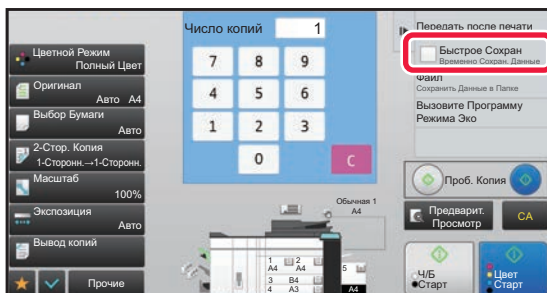 Цветной Режим
Полный Цвет
Оригинал
Авто A4
Выбор Бумаги
Авто
2-Стор. Копия
1-Сторонн.→1-Сторонн.
Масштаб
100%
Экспозиция
Авто
Вывод копий
Прочие
Число копий 1
7 8 9
4 5 6
1 2 3
0 C
Обычная 1
A4
1 A4
2 A4
3 B4
4 A3
5
A4
Передать после печати
Быстрое Сохран
Временно Сохран. Данные
Файл
Сохранить Данные в Папке
Вызовите Программу
Режима Эко
Проб. Копия
Предварит.
Просмотр
CA
Ч/Б
Старт
Цвет
Старт